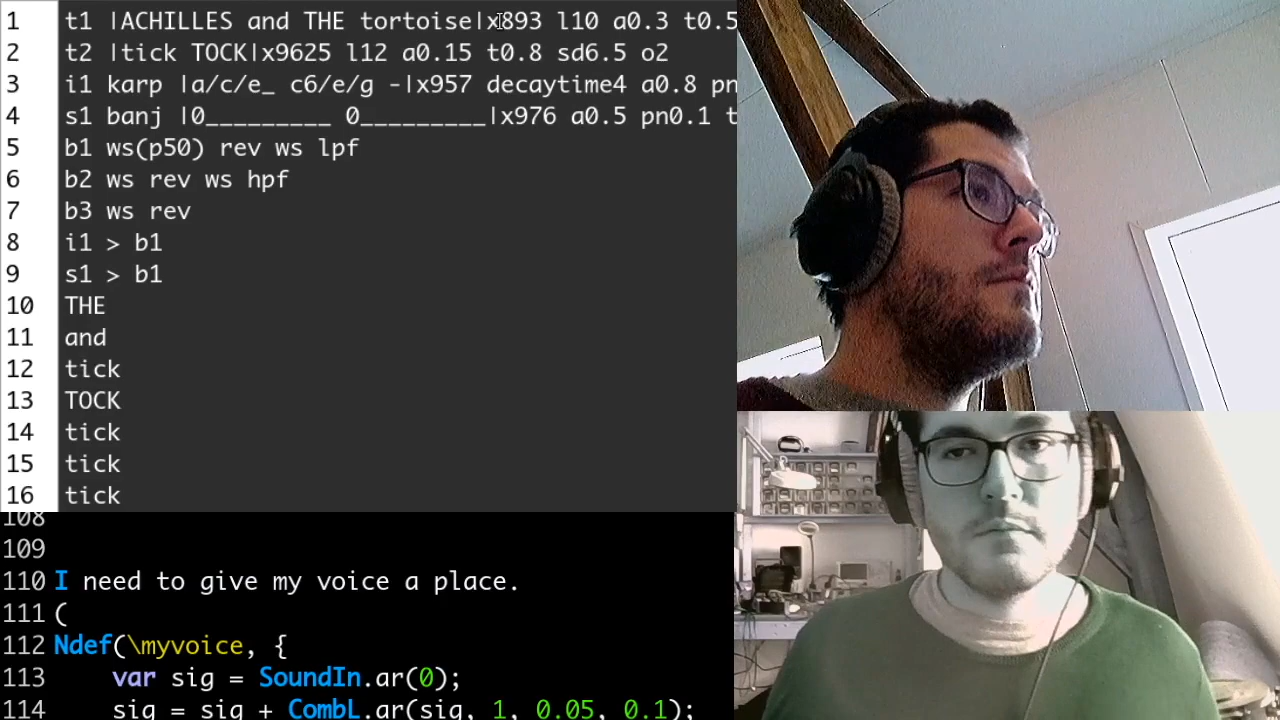 1 t1 |ACHILLES and THE tortoise|x893 l10 a0.3 t0.5
2 t2 |tick TOCK|x9625 l12 a0.15 t0.8 sd6.5 o2
3 i1 karp |a/c/e_ c6/e/g -|x957 decaytime4 a0.8 pn
4 s1 banj |0_________ 0_________|x976 a0.5 pn0.1 t
5 b1 ws(p50) rev ws lpf
6 b2 ws rev ws hpf
7 b3 ws rev
8 i1 > b1
9 s1 > b1
10 THE
11 and
12 tick
13 TOCK
14 tick
15 tick
16 tick
108
109
110 I need to give my voice a place.
111 (
112 Ndef(\myvoice, {
113 var sig = SoundIn.ar(0);
114 sig = sig + CombL.ar(sig, 1, 0.05, 0.1);